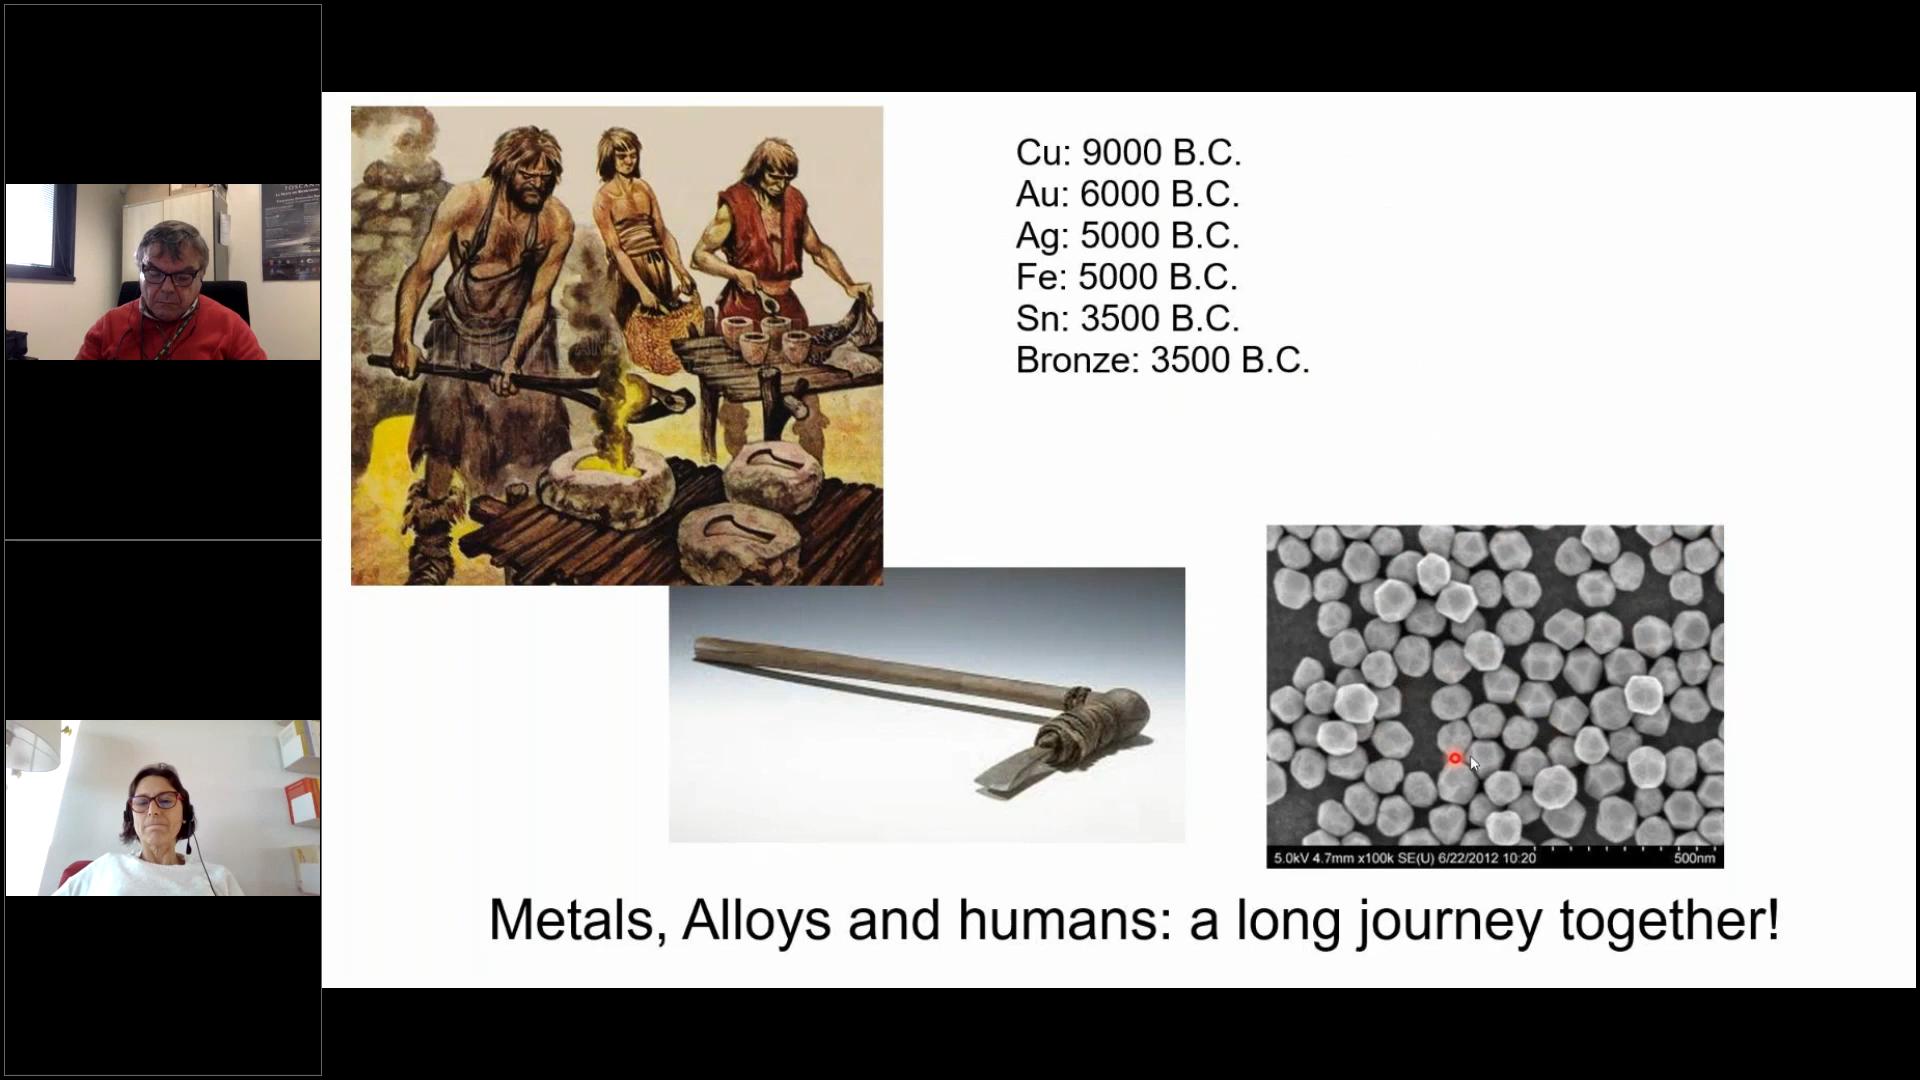 TOSCANA
Cu: 9000 B.C.
Au: 6000 B.C.
Ag: 5000 B.C.
Fe: 5000 B.C.
Sn: 3500 B.C.
Bronze: 3500 B.C.
5.0kV 4.7mm x100k SE(U) 6/22/2012 10:20
500nm
Metals, Alloys and humans: a long journey together!